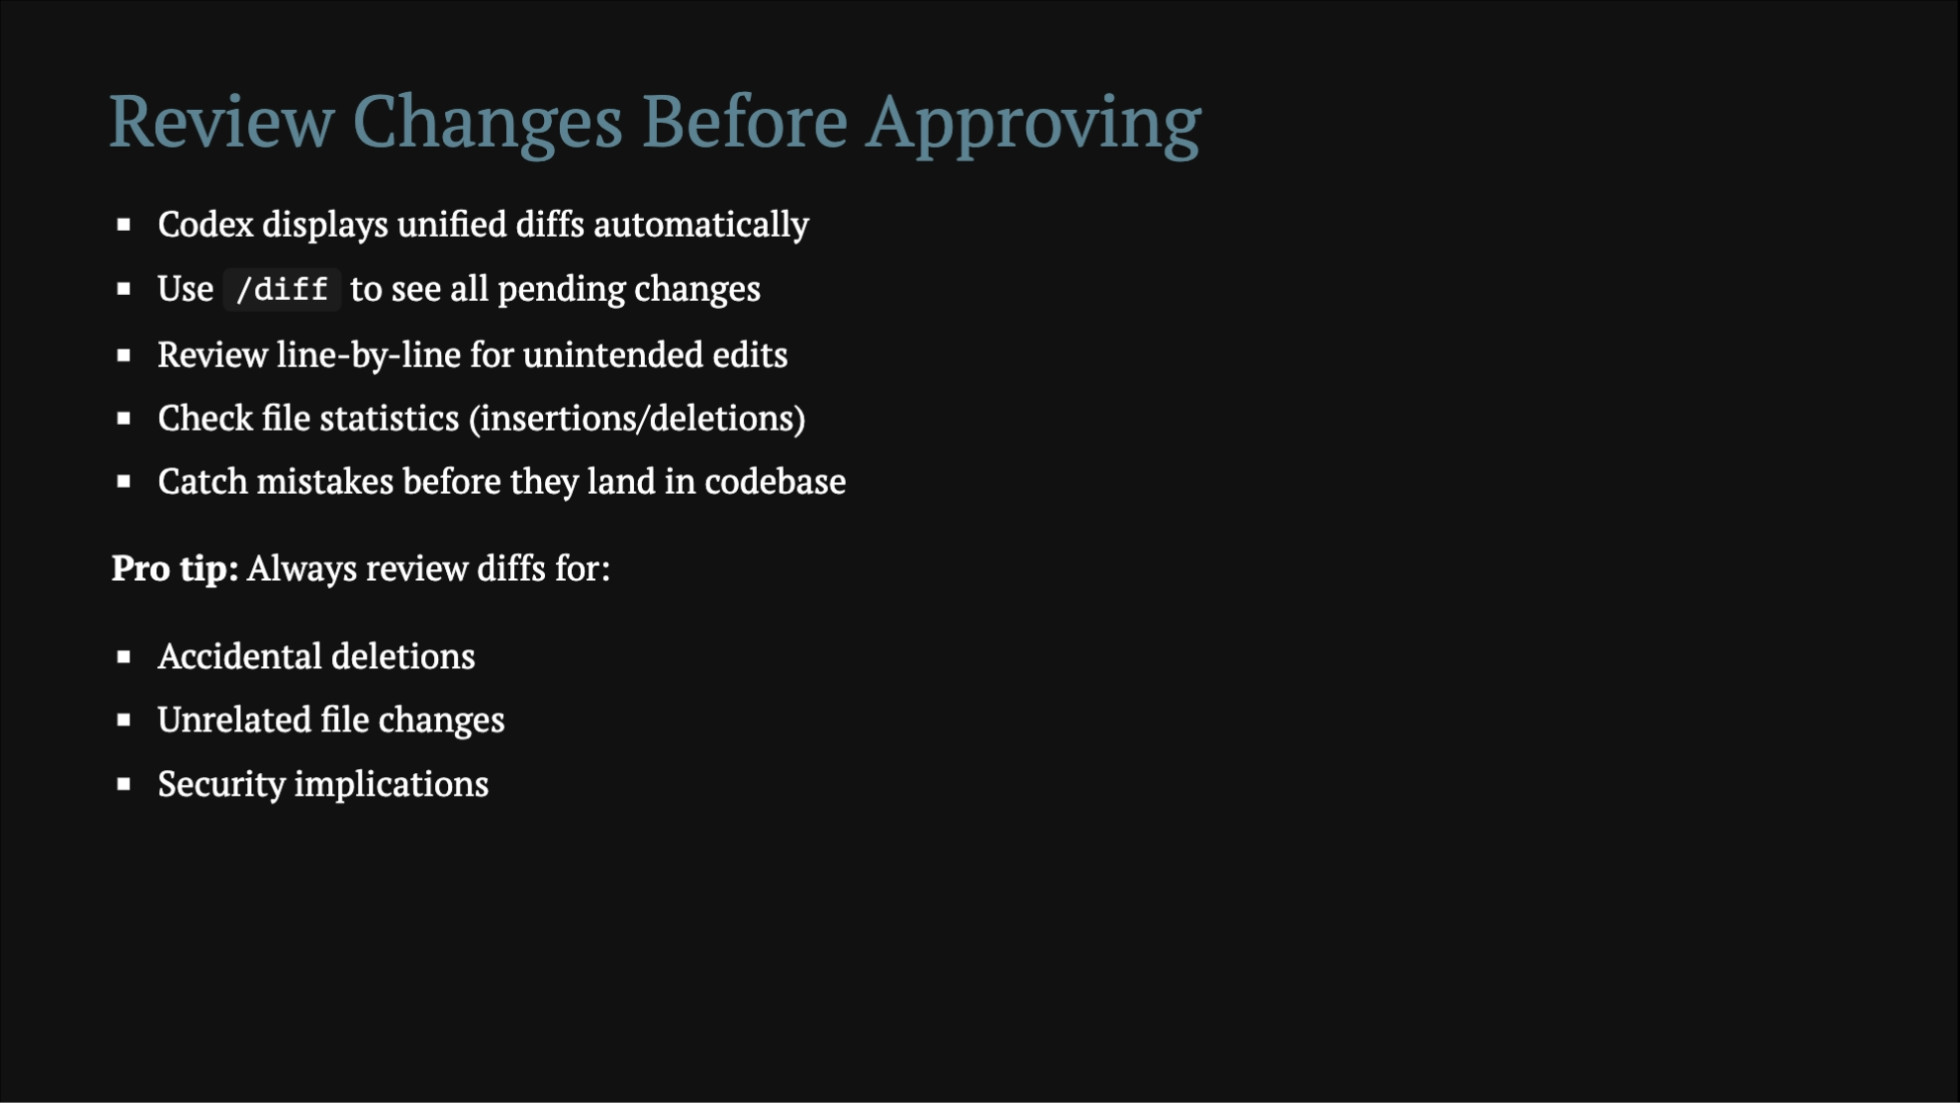 Review Changes Before Approving
Codex displays unified diffs automatically
Use /diff to see all pending changes
Review line-by-line for unintended edits
Check file statistics (insertions/deletions)
Catch mistakes before they land in codebase
Pro tip: Always review diffs for:
Accidental deletions
Unrelated file changes
Security implications